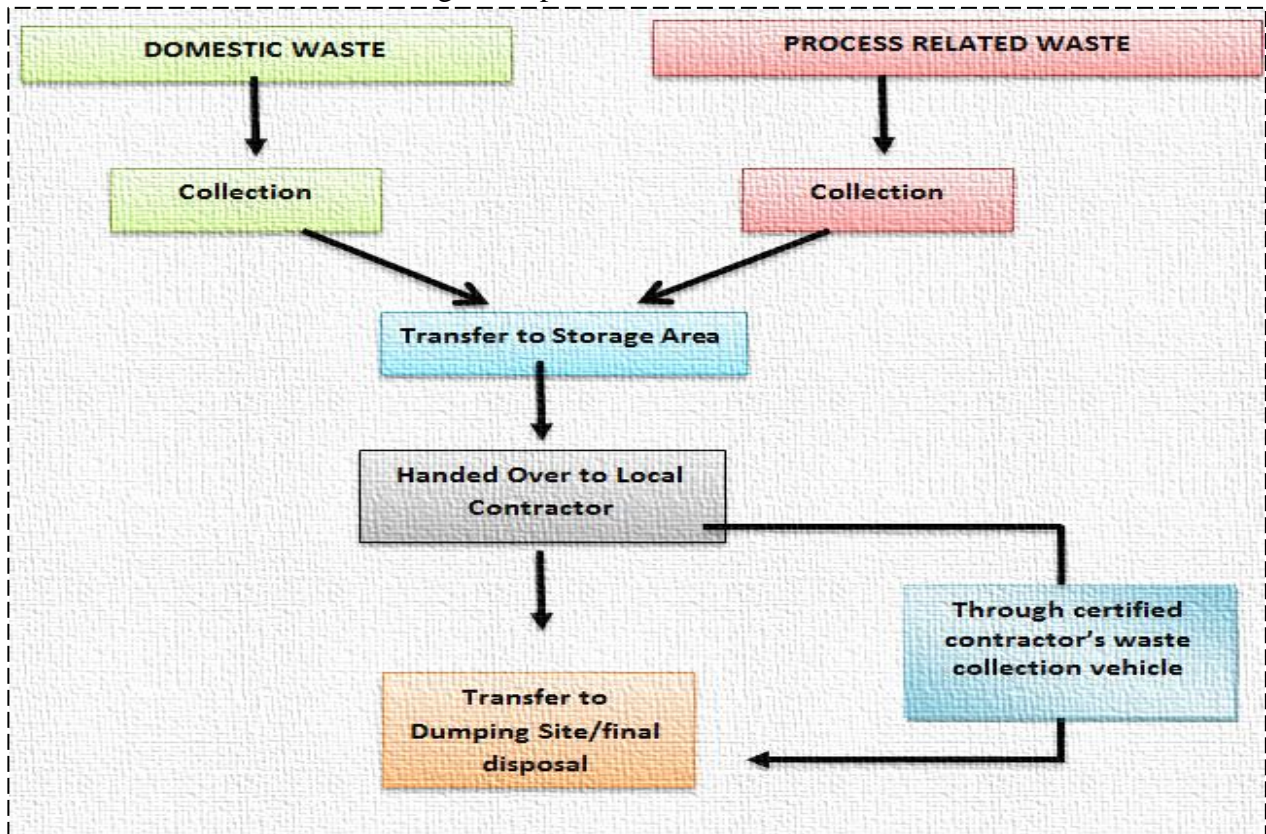 DOMESTIC WASTE
PROCESS RELATED WASTE
Collection
Collection
Transfer to Storage Area
Handed Over to Local
Contractor
Through certified
contractor's waste
collection vehicle
Transfer to
Dumping Site/final
disposal